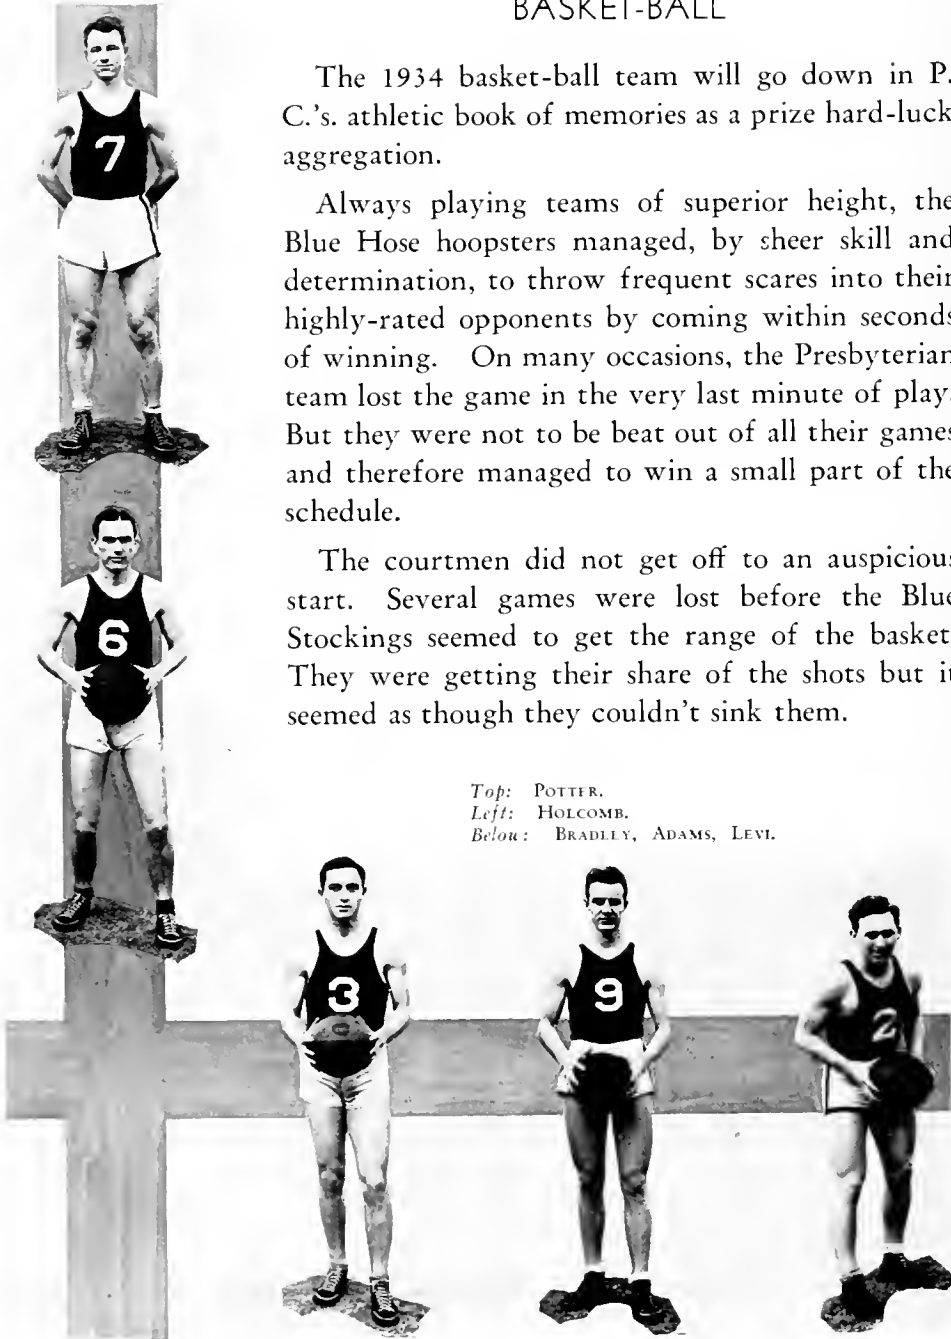 BASKET-BALL
The 1934 basket-ball team will go down in P.
C.'s. athletic book of memories as a prize hard-luck
aggregation.
Always playing teams of superior height, the
Blue Hose hoopsters managed, by sheer skill and
determination, to throw frequent scares into their
highly-rated opponents by coming within seconds
of winning. On many occasions, the Presbyterian
team lost the game in the very last minute of play.
But they were not to be beat out of all their games
and therefore managed to win a small part of the
schedule.
The courtmen did not get off to an auspicious
start. Several games were lost before the Blue
Stockings seemed to get the range of the basket.
They were getting their share of the shots but it
seemed as though they couldn't sink them.
Top: POTTER.
Left: HOLCOMB.
Below: BRADLEY, ADAMS, LEVI.
7
6
3
9
2